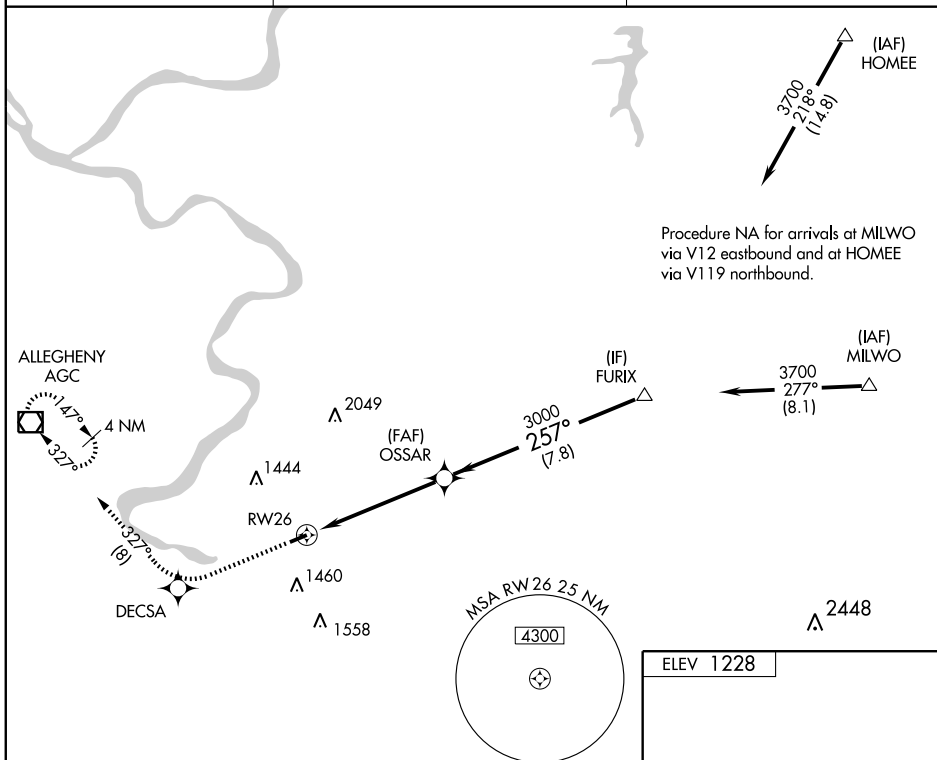 (IAF)
HOMEE
3700
218°
(14.8)
Procedure NA for arrivals at MILWO
via V12 eastbound and at HOMEE
via V119 northbound.
(IAF)
MILWO
3700
277°
(8.1)
(IF)
FURIX
3000
257°
(7.8)
(FAF)
OSSAR
ALLEGHENY
AGC
147°
4 NM
327°
2049
1444
RW26
327°
(8)
DECSA
1460
1558
MSA RW26 25 NM
4300
2448
ELEV 1228